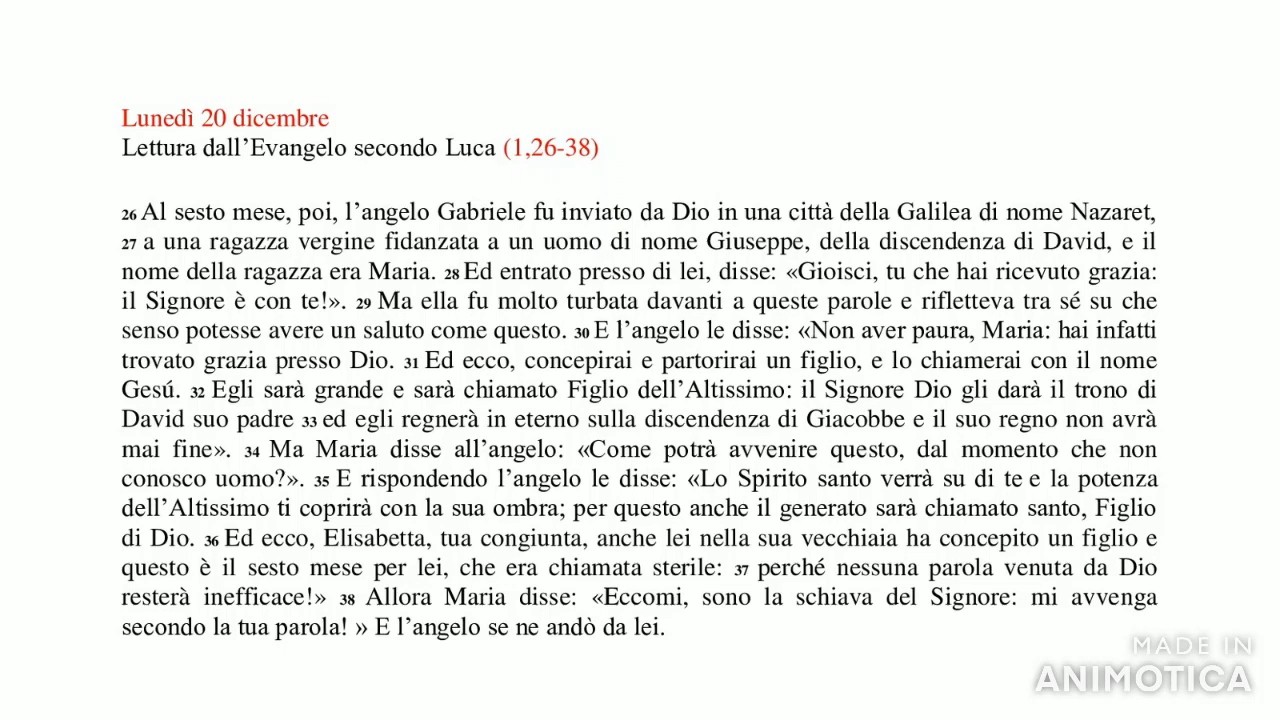 Lunedì 20 dicembre
Lettura dall’Evangelo secondo Luca (1,26-38)
26 Al sesto mese, poi, l’angelo Gabriele fu inviato da Dio in una città della Galilea di nome Nazaret,
27 a una ragazza vergine fidanzata a un uomo di nome Giuseppe, della discendenza di David, e il
nome della ragazza era Maria. 28 Ed entrato presso di lei, disse: «Gioisci, tu che hai ricevuto grazia:
il Signore è con te!». 29 Ma ella fu molto turbata davanti a queste parole e rifletteva tra sé su che
senso potesse avere un saluto come questo. 30 E l’angelo le disse: «Non aver paura, Maria: hai infatti
trovato grazia presso Dio. 31 Ed ecco, concepirai e partorirai un figlio, e lo chiamerai con il nome
Gesú. 32 Egli sarà grande e sarà chiamato Figlio dell’Altissimo: il Signore Dio gli darà il trono di
David suo padre 33 ed egli regnerà in eterno sulla discendenza di Giacobbe e il suo regno non avrà
mai fine». 34 Ma Maria disse all’angelo: «Come potrà avvenire questo, dal momento che non
conosco uomo?». 35 E rispondendo l’angelo le disse: «Lo Spirito santo verrà su di te e la potenza
dell’Altissimo ti coprirà con la sua ombra; per questo anche il generato sarà chiamato santo, Figlio
di Dio. 36 Ed ecco, Elisabetta, tua congiunta, anche lei nella sua vecchiaia ha concepito un figlio e
questo è il sesto mese per lei, che era chiamata sterile: 37 perché nessuna parola venuta da Dio
resterà inefficace!» 38 Allora Maria disse: «Eccomi, sono la schiava del Signore: mi avvenga
secondo la tua parola! » E l’angelo se ne andò da lei.
MADE IN
ANIMOTICA